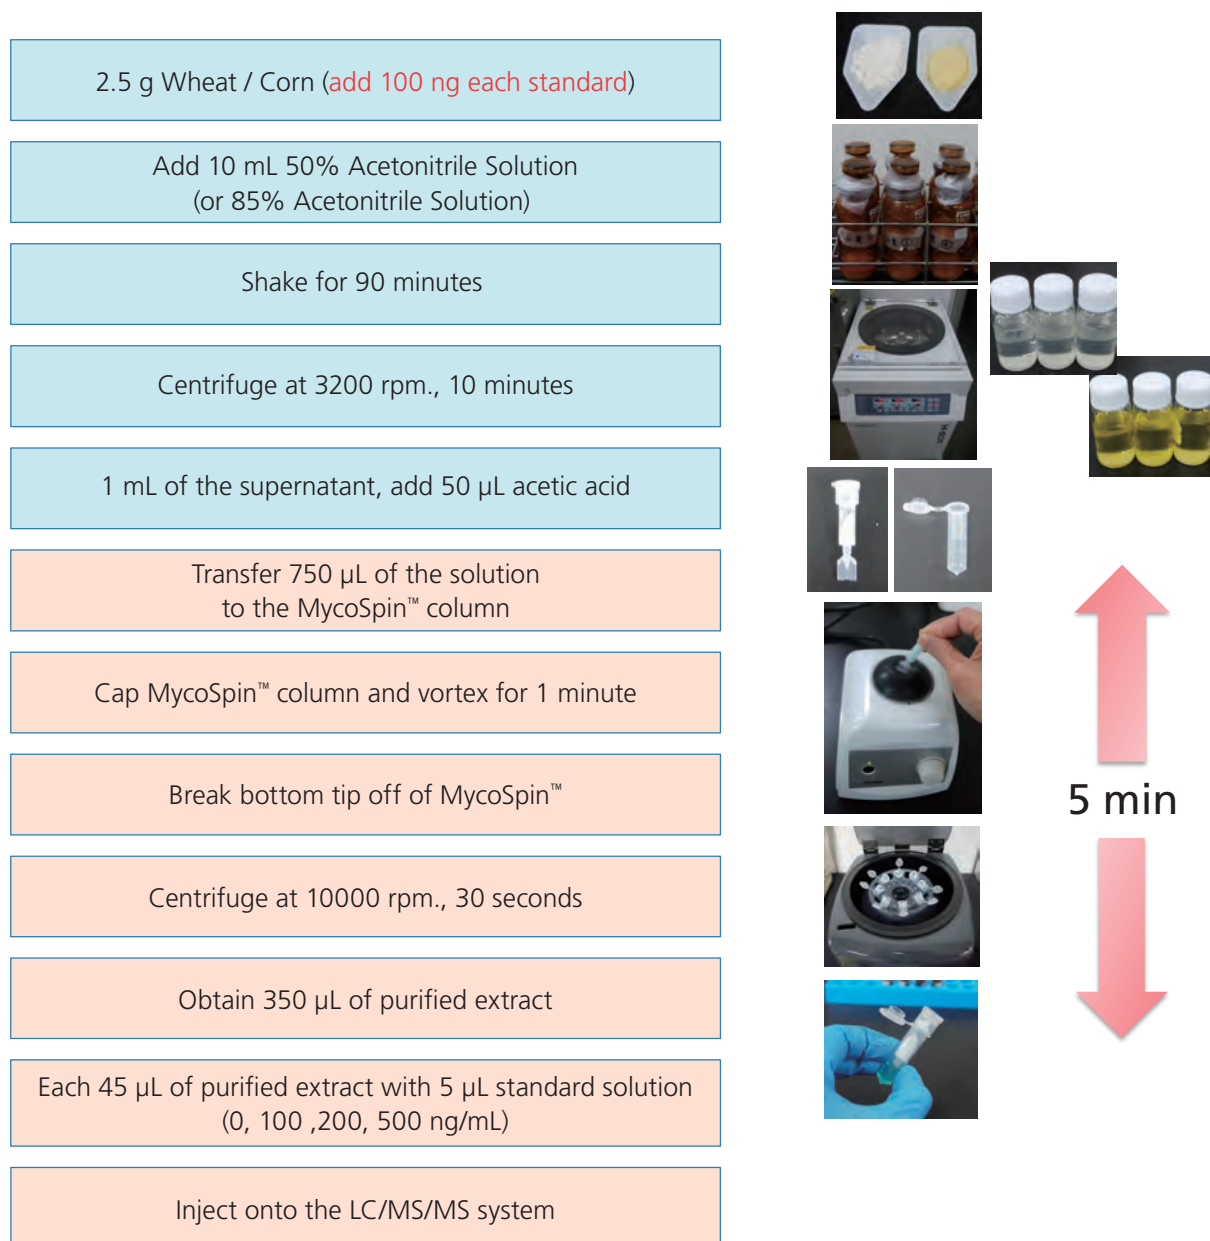 2.5 g Wheat / Corn (add 100 ng each standard)
Add 10 mL 50% Acetonitrile Solution
(or 85% Acetonitrile Solution)
Shake for 90 minutes
Centrifuge at 3200 rpm., 10 minutes
1 mL of the supernatant, add 50 µL acetic acid
Transfer 750 µL of the solution
to the MycoSpin™ column
Cap MycoSpin™ column and vortex for 1 minute
Break bottom tip off of MycoSpin™
Centrifuge at 10000 rpm., 30 seconds
Obtain 350 µL of purified extract
Each 45 µL of purified extract with 5 µL standard solution
(0, 100 ,200, 500 ng/mL)
Inject onto the LC/MS/MS system
5 min